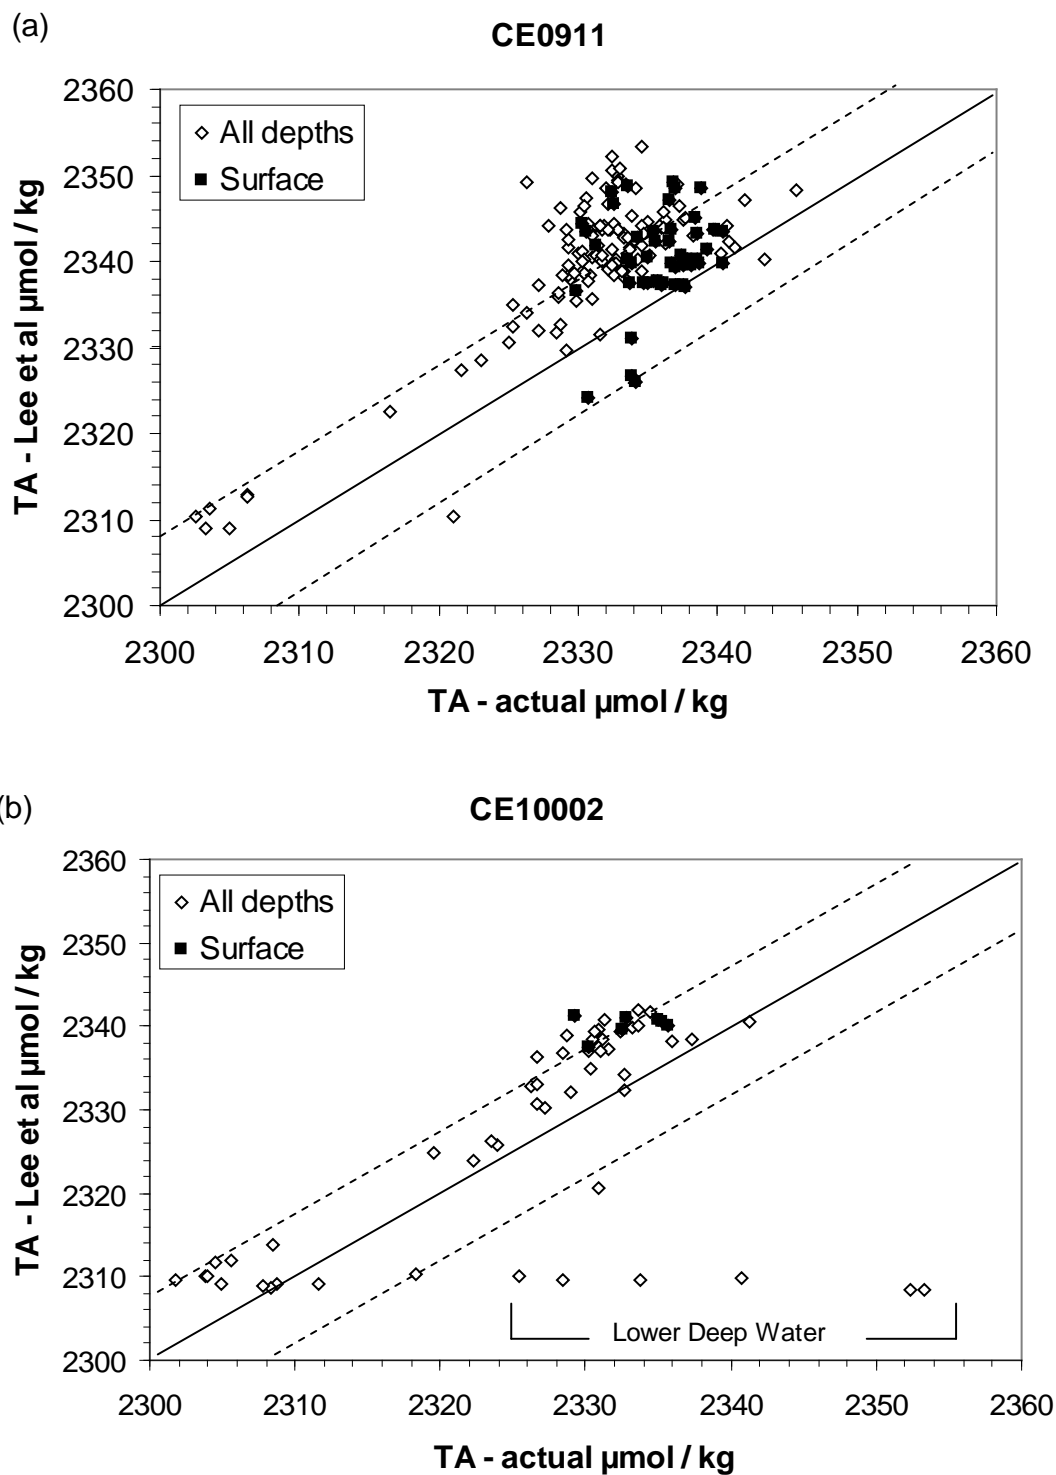 (a)
CE0911
2360
2350
2340
2330
2320
2310
2300
All depths
Surface
TA - Lee et al µmol / kg
2300 2310 2320 2330 2340 2350 2360
TA - actual µmol / kg
(b)
CE10002
2360
2350
2340
2330
2320
2310
2300
All depths
Surface
TA - Lee et al µmol / kg
Lower Deep Water
2300 2310 2320 2330 2340 2350 2360
TA - actual µmol / kg